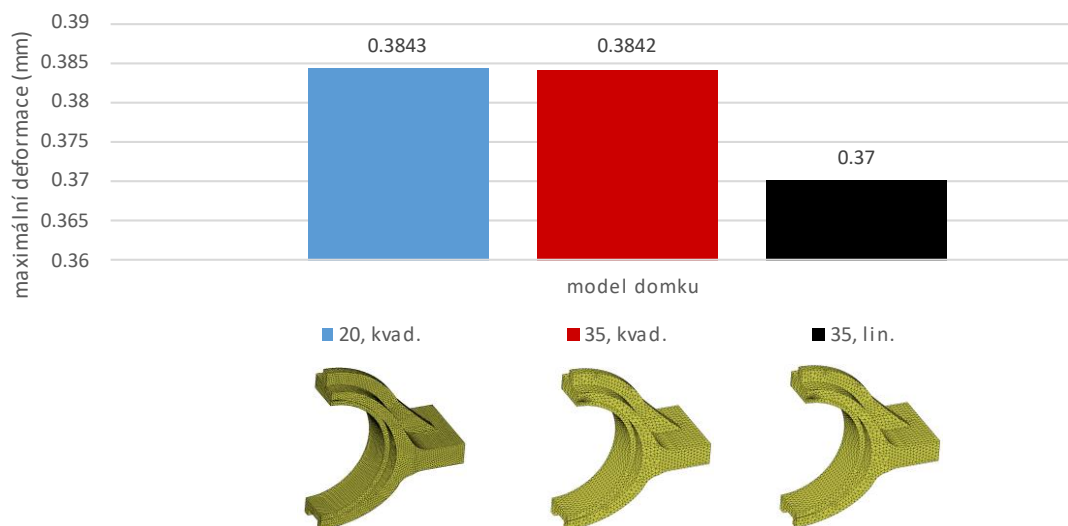 maximální deformace (mm)
0.39
0.385
0.38
0.375
0.37
0.365
0.36
0.3843
0.3842
0.37
model domku
20, kvad.
35, kvad.
35, lin.